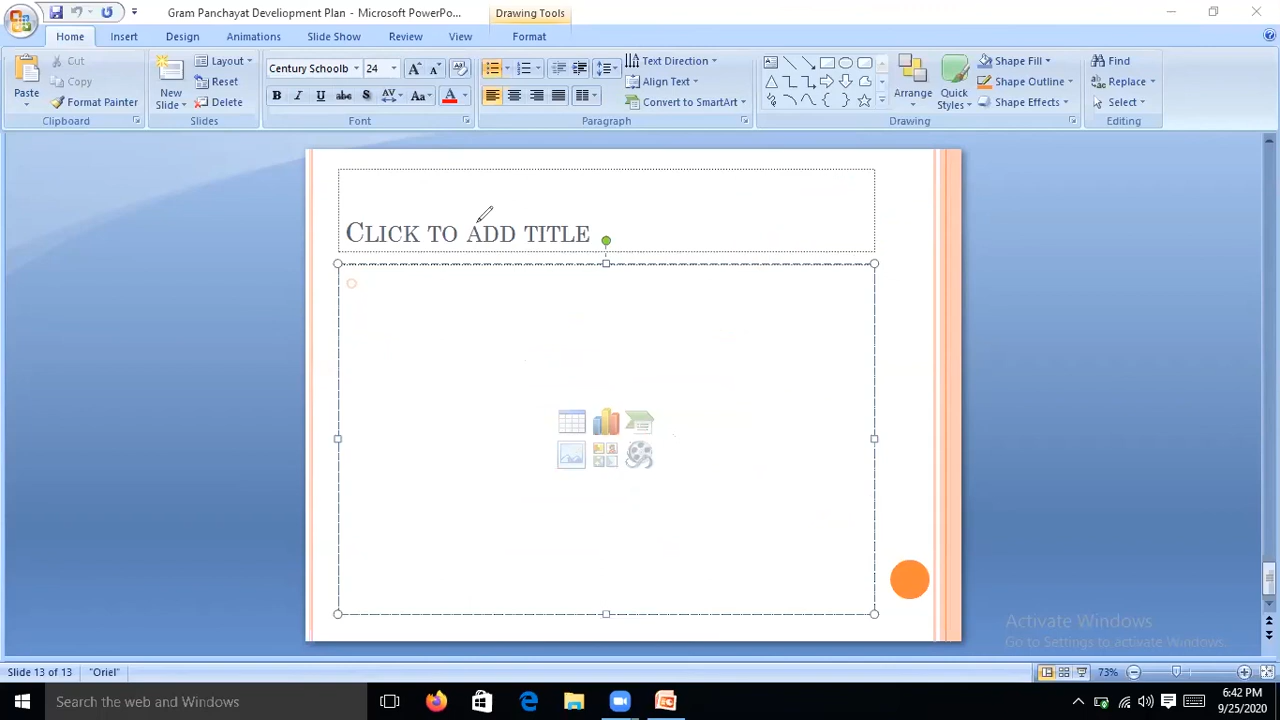 Gram Panchayat Develiopment Plan - Microsoft PowerPo...
Drawing Tools
Home
Insert
Design
Animations
Slide Show
Review
View
Format
Paste
Cut
Copy
Format Painter
Clipboard
New
Slide
Layout
Reset
Delete
Slides
Century Schoolb
24
B I U abc S AV Aa A
Font
Text Direction
Align Text
Convert to SmartArt
Paragraph
Arrange
Quick
Styles
Shape Fill
Shape Outline
Shape Effects
Drawing
Find
Replace
Select
Editing
Click to add title
Activate Windows
Go to Settings to activate Windows.
Slide 13 of 13
"Oriel"
73%
Search the web and Windows
6:42 PM
9/25/2020